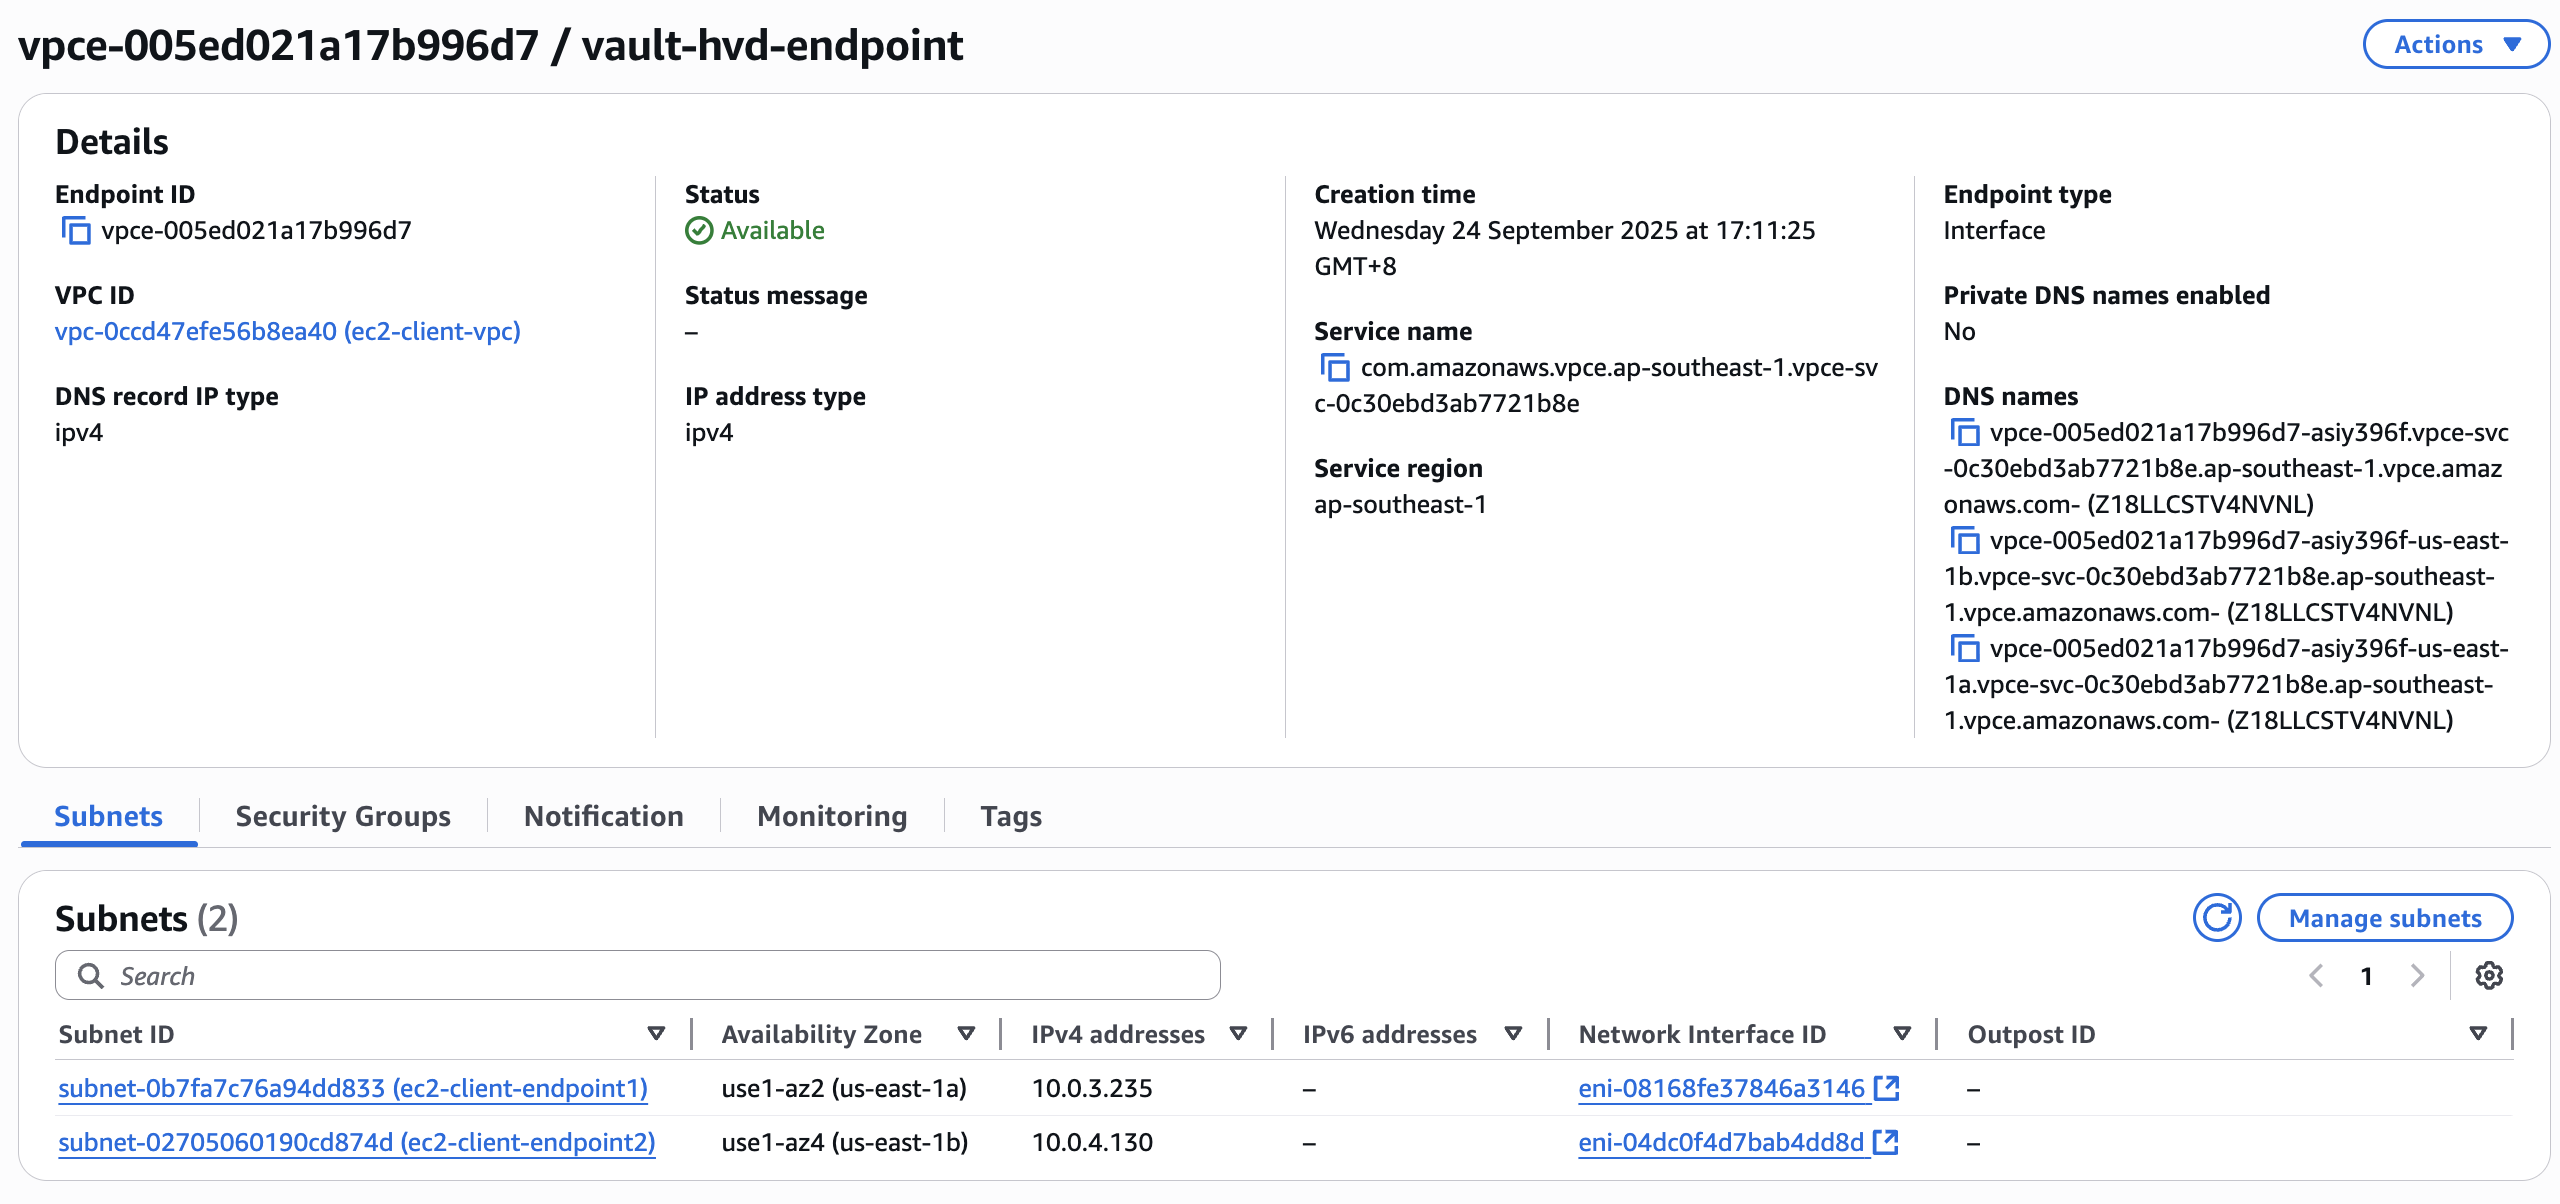 vpce-005ed021a17b996d7 / vault-hvd-endpoint
Actions
Details
Endpoint ID
vpce-005ed021a17b996d7
VPC ID
vpc-0ccd47efe56b8ea40 (ec2-client-vpc)
DNS record IP type
ipv4
Status
Available
Status message
–
IP address type
ipv4
Creation time
Wednesday 24 September 2025 at 17:11:25
GMT+8
Service name
com.amazonaws.vpce.ap-southeast-1.vpce-sv
c-0c30ebd3ab7721b8e
Service region
ap-southeast-1
Endpoint type
Interface
Private DNS names enabled
No
DNS names
vpce-005ed021a17b996d7-asiy396f.vpce-svc
-0c30ebd3ab7721b8e.ap-southeast-1.vpce.amaz
onaws.com- (Z18LLCSTV4NVNL)
vpce-005ed021a17b996d7-asiy396f-us-east-
1b.vpce-svc-0c30ebd3ab7721b8e.ap-southeast-
1.vpce.amazonaws.com- (Z18LLCSTV4NVNL)
vpce-005ed021a17b996d7-asiy396f-us-east-
1a.vpce-svc-0c30ebd3ab7721b8e.ap-southeast-
1.vpce.amazonaws.com- (Z18LLCSTV4NVNL)
Subnets Security Groups Notification Monitoring Tags
Subnets (2)
Manage subnets
Search
1
Subnet ID Availability Zone IPv4 addresses IPv6 addresses Network Interface ID Outpost ID
subnet-0b7fa7c76a94dd833 (ec2-client-endpoint1) use1-az2 (us-east-1a) 10.0.3.235 – eni-08168fe37846a3146 –
subnet-02705060190cd874d (ec2-client-endpoint2) use1-az4 (us-east-1b) 10.0.4.130 – eni-04dc0f4d7bab4dd8d –